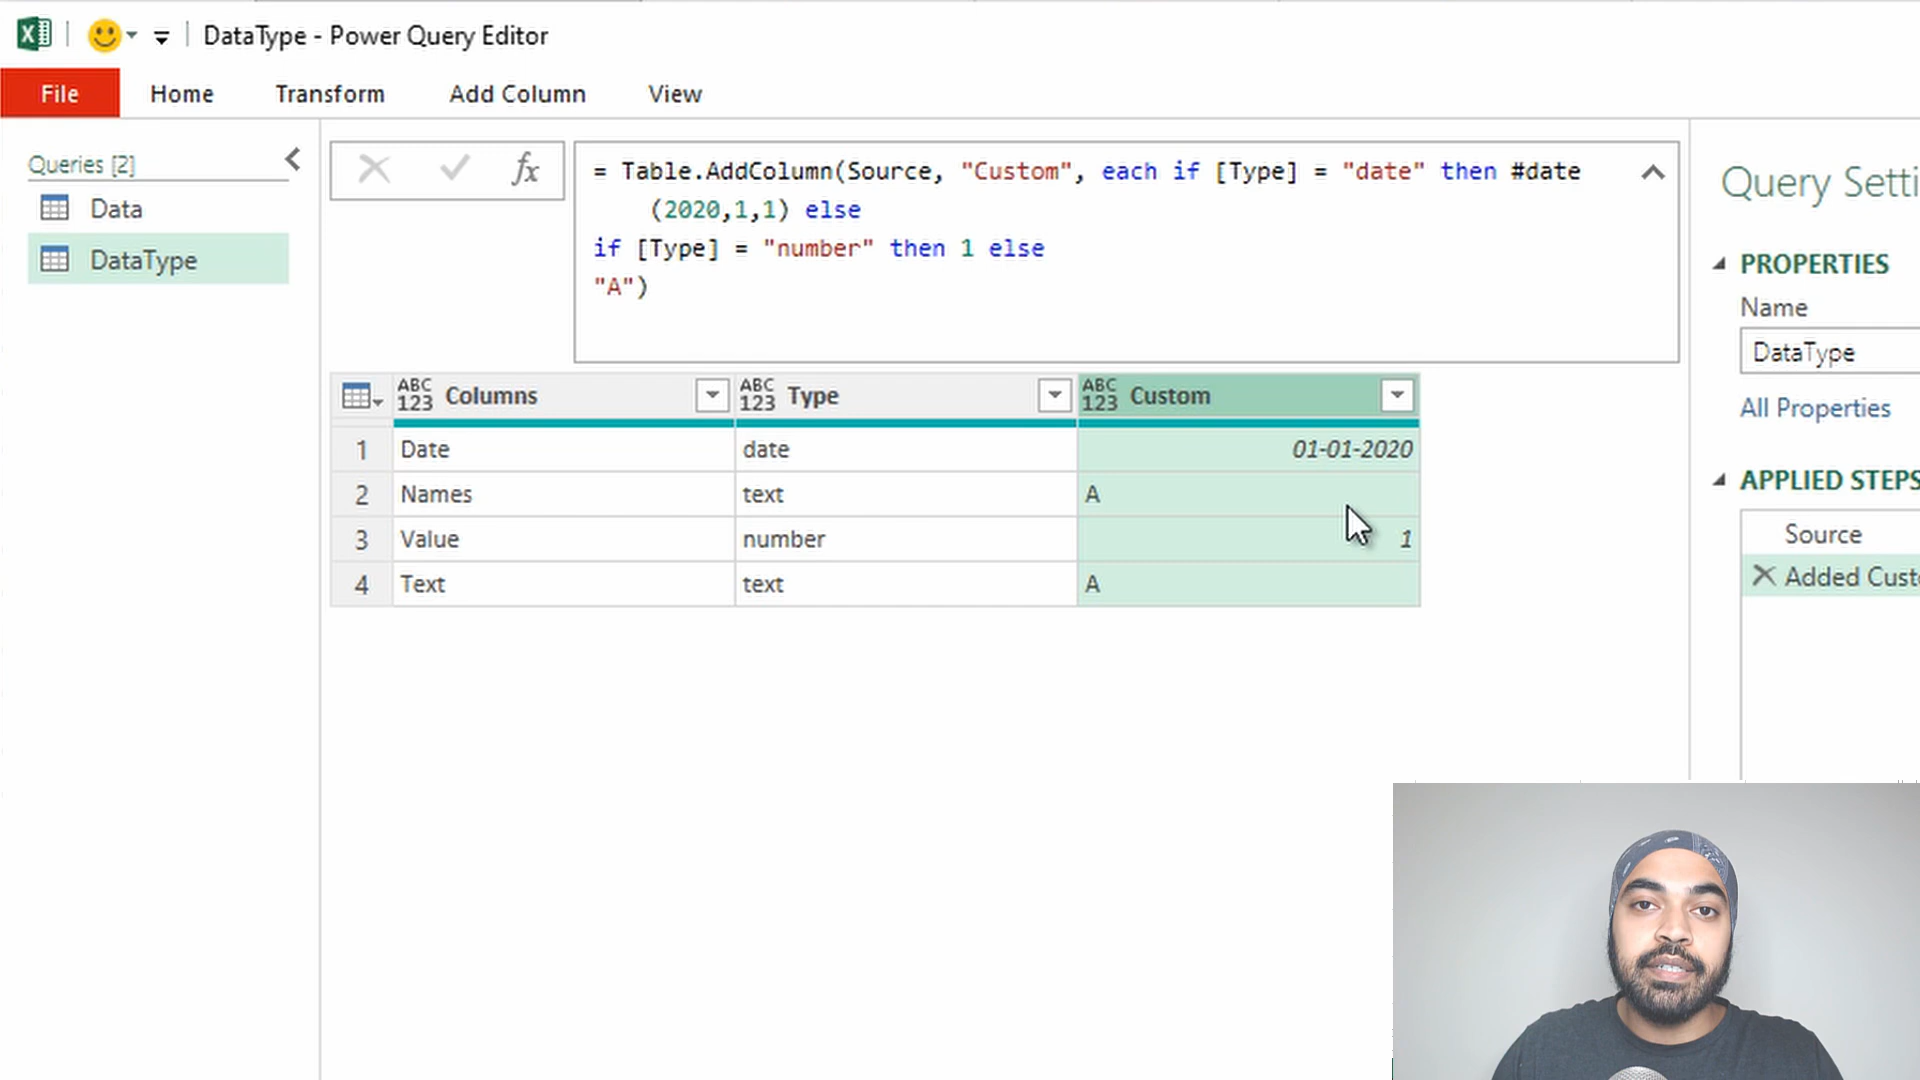 DataType - Power Query Editor
File Home Transform Add Column View
Queries [2]
Data
DataType
fx
= Table.AddColumn(Source, "Custom", each if [Type] = "date" then #date
(2020,1,1) else
if [Type] = "number" then 1 else
"A")
ABC 123 Columns ABC 123 Type ABC 123 Custom
1 Date date 01-01-2020
2 Names text A
3 Value number 1
4 Text text A
Query Setti
PROPERTIES
Name
DataType
All Properties
APPLIED STEPS
Source
Added Custo